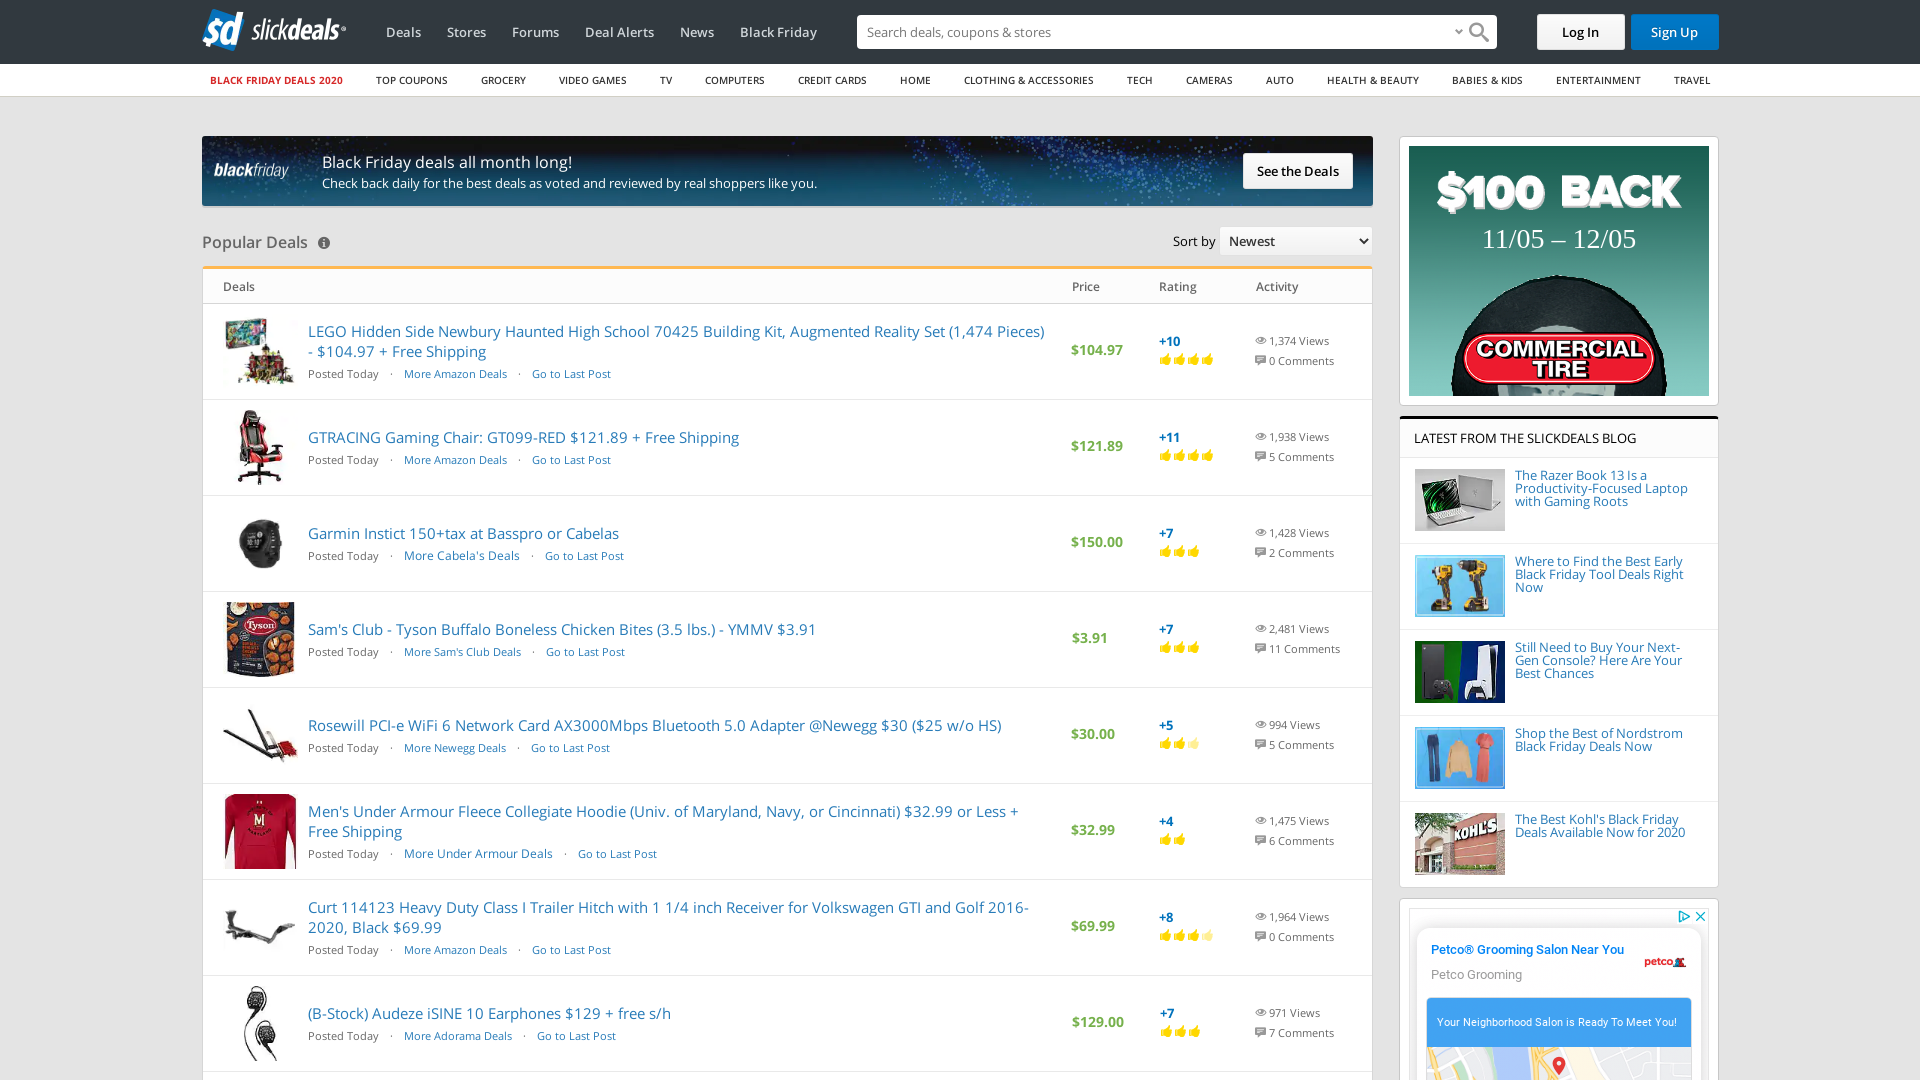 slickdeals
Deals
Stores
Forums
Deal Alerts
News
Black Friday
Search deals, coupons & stores
Log In
Sign Up
BLACK FRIDAY DEALS 2020
TOP COUPONS
GROCERY
VIDEO GAMES
TV
COMPUTERS
CREDIT CARDS
HOME
CLOTHING & ACCESSORIES
TECH
CAMERAS
AUTO
HEALTH & BEAUTY
BABIES & KIDS
ENTERTAINMENT
TRAVEL
blackfriday
Black Friday deals all month long!
Check back daily for the best deals as voted and reviewed by real shoppers like you.
See the Deals
Popular Deals
Sort by Newest
Deals
Price
Rating
Activity
LEGO Hidden Side Newbury Haunted High School 70425 Building Kit, Augmented Reality Set (1,474 Pieces)
- $104.97 + Free Shipping
Posted Today · More Amazon Deals · Go to Last Post
$104.97
+10
1,374 Views
0 Comments
GTRACING Gaming Chair: GT099-RED $121.89 + Free Shipping
Posted Today · More Amazon Deals · Go to Last Post
$121.89
+11
1,938 Views
5 Comments
Garmin Instict 150+tax at Basspro or Cabelas
Posted Today · More Cabela's Deals · Go to Last Post
$150.00
+7
1,428 Views
2 Comments
Tyson
Sam's Club - Tyson Buffalo Boneless Chicken Bites (3.5 lbs.) - YMMV $3.91
Posted Today · More Sam's Club Deals · Go to Last Post
$3.91
+7
2,481 Views
11 Comments
Rosewill PCI-e WiFi 6 Network Card AX3000Mbps Bluetooth 5.0 Adapter @Newegg $30 ($25 w/o HS)
Posted Today · More Newegg Deals · Go to Last Post
$30.00
+5
994 Views
5 Comments
M
Men's Under Armour Fleece Collegiate Hoodie (Univ. of Maryland, Navy, or Cincinnati) $32.99 or Less +
Free Shipping
Posted Today · More Under Armour Deals · Go to Last Post
$32.99
+4
1,475 Views
6 Comments
Curt 114123 Heavy Duty Class I Trailer Hitch with 1 1/4 inch Receiver for Volkswagen GTI and Golf 2016-
2020, Black $69.99
Posted Today · More Amazon Deals · Go to Last Post
$69.99
+8
1,964 Views
0 Comments
(B-Stock) Audeze iSINE 10 Earphones $129 + free s/h
Posted Today · More Adorama Deals · Go to Last Post
$129.00
+7
971 Views
7 Comments
$100 BACK
11/05 – 12/05
COMMERCIAL
TIRE
LATEST FROM THE SLICKDEALS BLOG
The Razer Book 13 Is a
Productivity-Focused Laptop
with Gaming Roots
Where to Find the Best Early
Black Friday Tool Deals Right
Now
Still Need to Buy Your Next-
Gen Console? Here Are Your
Best Chances
Shop the Best of Nordstrom
Black Friday Deals Now
KOHL'S
The Best Kohl's Black Friday
Deals Available Now for 2020
Petco® Grooming Salon Near You
Petco Grooming
petco
Your Neighborhood Salon is Ready To Meet You!